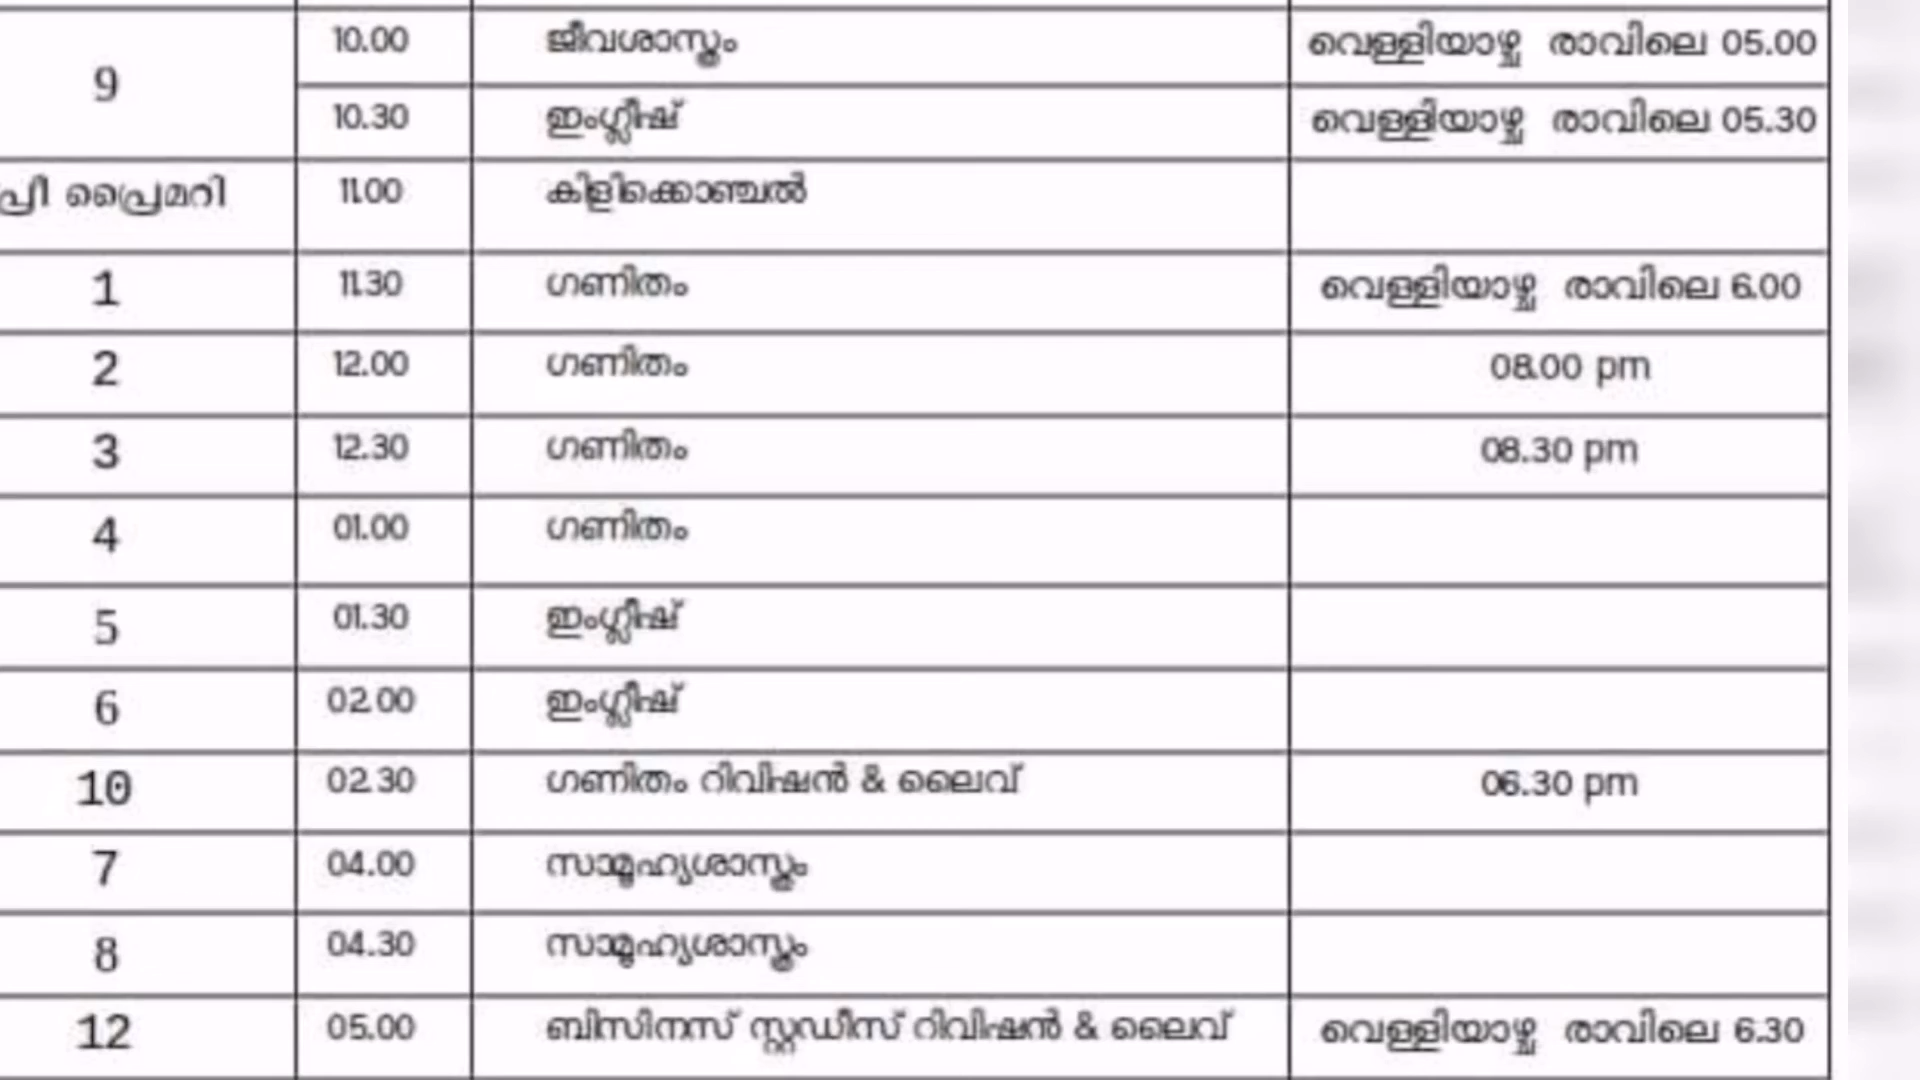 9
10.00 ജീവശാസ്ത്രം വെള്ളിയാഴ്ച രാവിലെ 05.00
10.30 ഇംഗ്ലീഷ് വെള്ളിയാഴ്ച രാവിലെ 05.30
പ്രീ പ്രൈമറി 11.00 കിളിക്കൊഞ്ചൽ
1 11.30 ഗണിതം വെള്ളിയാഴ്ച രാവിലെ 6.00
2 12.00 ഗണിതം 08.00 pm
3 12.30 ഗണിതം 08.30 pm
4 01.00 ഗണിതം
5 01.30 ഇംഗ്ലീഷ്
6 02.00 ഇംഗ്ലീഷ്
10 02.30 ഗണിതം റിവിഷൻ & ലൈവ് 06.30 pm
7 04.00 സാമൂഹ്യശാസ്ത്രം
8 04.30 സാമൂഹ്യശാസ്ത്രം
12 05.00 ബിസിനസ് സ്റ്റഡീസ് റിവിഷൻ & ലൈവ് വെള്ളിയാഴ്ച രാവിലെ 6.30